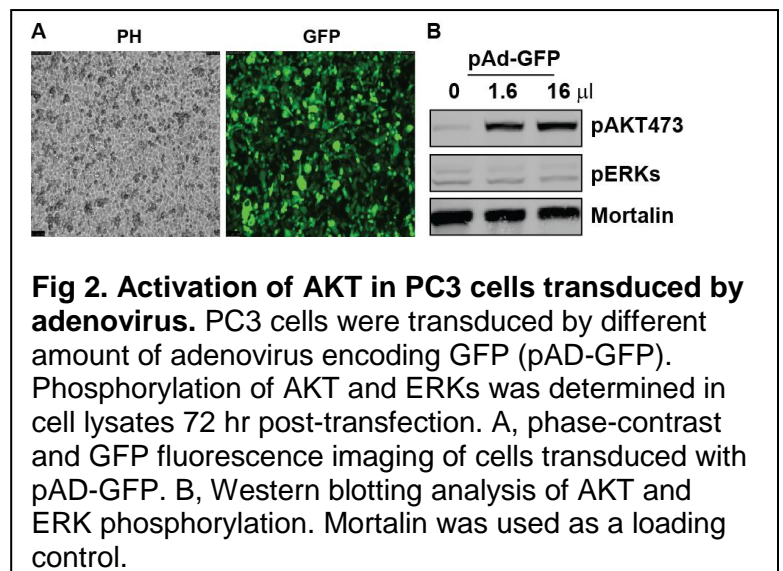 A PH GFP B
pAd-GFP
0 1.6 16 µl
pAKT473
pERKs
Mortalin
Fig 2. Activation of AKT in PC3 cells transduced by
adenovirus. PC3 cells were transduced by different
amount of adenovirus encoding GFP (pAD-GFP).
Phosphorylation of AKT and ERKs was determined in
cell lysates 72 hr post-transfection. A, phase-contrast
and GFP fluorescence imaging of cells transduced with
pAD-GFP. B, Western blotting analysis of AKT and
ERK phosphorylation. Mortalin was used as a loading
control.